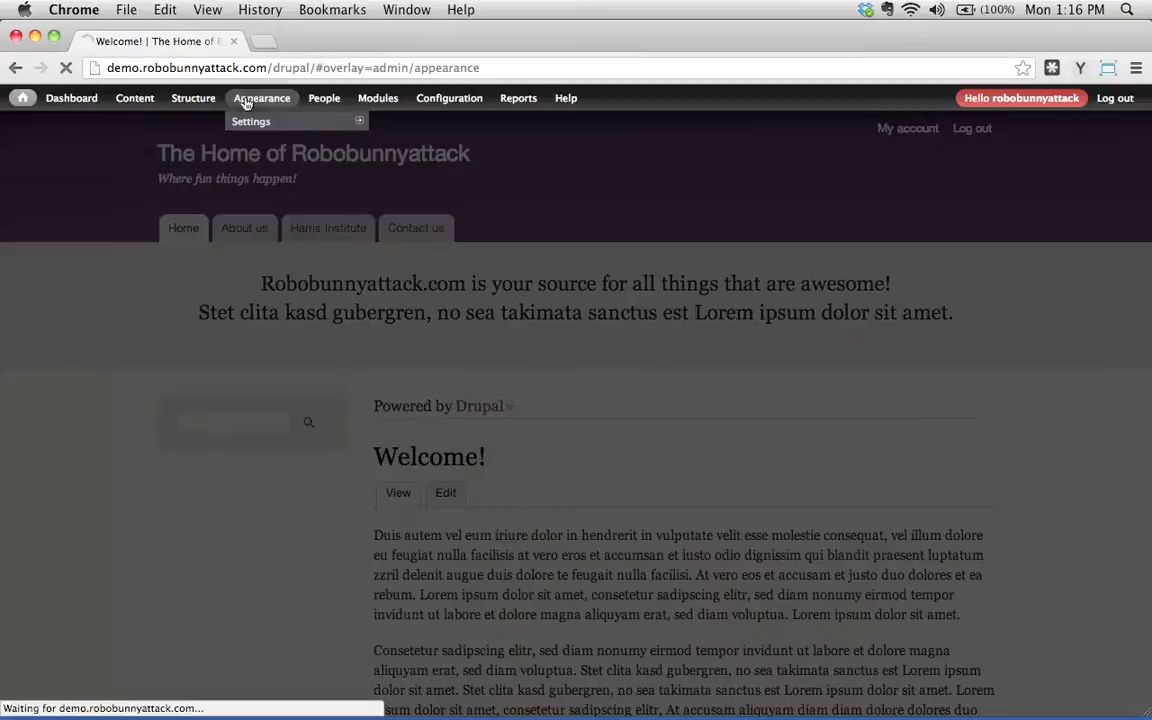 Chrome File Edit View History Bookmarks Window Help (100%) Mon 1:16 PM
Welcome! | The Home of R
demo.robobunnyattack.com/drupal/#overlay=admin/appearance
Dashboard Content Structure Appearance People Modules Configuration Reports Help Hello robobunnyattack Log out
Settings
My account Log out
The Home of Robobunnyattack
Where fun things happen!
Home About us Harris Institute Contact us
Robobunnyattack.com is your source for all things that are awesome!
Stet clita kasd gubergren, no sea takimata sanctus est Lorem ipsum dolor sit amet.
Powered by Drupal
Welcome!
View Edit
Duis autem vel eum iriure dolor in hendrerit in vulputate velit esse molestie consequat, vel illum dolore
eu feugiat nulla facilisis at vero eros et accumsan et iusto odio dignissim qui blandit praesent luptatum
zzril delenit augue duis dolore te feugait nulla facilisi. At vero eos et accusam et justo duo dolores et ea
rebum. Lorem ipsum dolor sit amet, consetetur sadipscing elitr, sed diam nonumy eirmod tempor
invidunt ut labore et dolore magna aliquyam erat, sed diam voluptua. Lorem ipsum dolor sit amet.
Consetetur sadipscing elitr, sed diam nonumy eirmod tempor invidunt ut labore et dolore magna
aliquyam erat, sed diam voluptua. Stet clita kasd gubergren, no sea takimata sanctus est Lorem ipsum
dolor sit amet. Lorem ipsum dolor sit amet, consetetur sadipscing elitr. Stet clita kasd gubergren, no sea
takimata sanctus est Lorem
Waiting for demo.robobunnyattack.com...